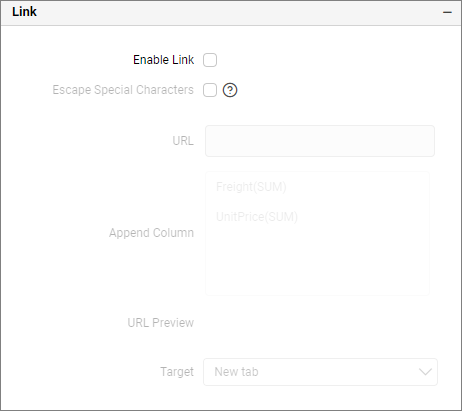 Link
Enable Link
Escape Special Characters ?
URL
Freight(SUM)
UnitPrice(SUM)
Append Column
URL Preview
Target New tab